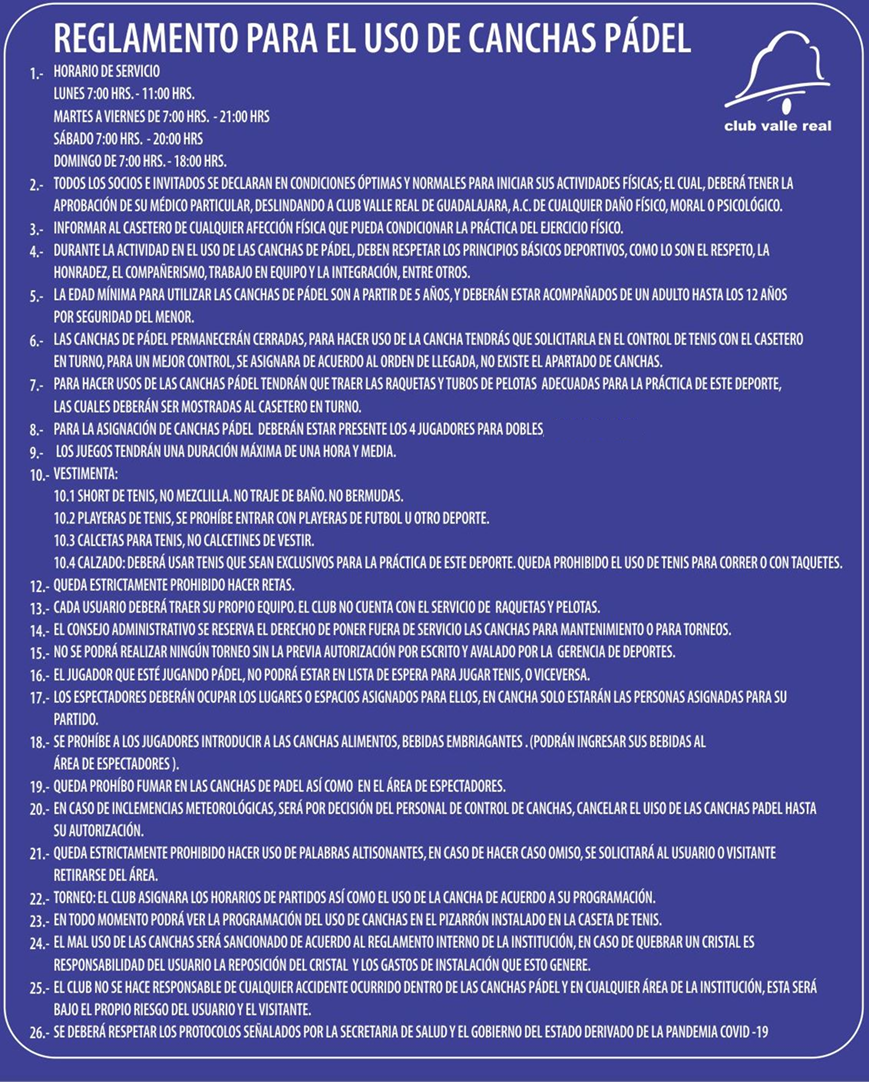 REGLAMENTO PARA EL USO DE CANCHAS PÁDEL
club valle real
1.- HORARIO DE SERVICIO
LUNES 7:00 HRS. - 11:00 HRS.
MARTES A VIERNES DE 7:00 HRS. - 21:00 HRS
SÁBADO 7:00 HRS. - 20:00 HRS
DOMINGO DE 7:00 HRS. - 18:00 HRS.
2.- TODOS LOS SOCIOS E INVITADOS SE DECLARAN EN CONDICIONES ÓPTIMAS Y NORMALES PARA INICIAR SUS ACTIVIDADES FÍSICAS; EL CUAL, DEBERÁ TENER LA
APROBACIÓN DE SU MÉDICO PARTICULAR, DESLINDANDO A CLUB VALLE REAL DE GUADALAJARA, A.C. DE CUALQUIER DAÑO FÍSICO, MORAL O PSICOLÓGICO.
3.- INFORMAR AL CASETERO DE CUALQUIER AFECCIÓN FÍSICA QUE PUEDA CONDICIONAR LA PRÁCTICA DEL EJERCICIO FÍSICO.
4.- DURANTE LA ACTIVIDAD EN EL USO DE LAS CANCHAS DE PÁDEL, DEBEN RESPETAR LOS PRINCIPIOS BÁSICOS DEPORTIVOS, COMO LO SON EL RESPETO, LA
HONRADEZ, EL COMPAÑERISMO, TRABAJO EN EQUIPO Y LA INTEGRACIÓN, ENTRE OTROS.
5.- LA EDAD MÍNIMA PARA UTILIZAR LAS CANCHAS DE PÁDEL SON A PARTIR DE 5 AÑOS, Y DEBERÁN ESTAR ACOMPAÑADOS DE UN ADULTO HASTA LOS 12 AÑOS
POR SEGURIDAD DEL MENOR.
6.- LAS CANCHAS DE PÁDEL PERMANECERÁN CERRADAS, PARA HACER USO DE LA CANCHA TENDRÁS QUE SOLICITARLA EN EL CONTROL DE TENIS CON EL CASETERO
EN TURNO, PARA UN MEJOR CONTROL, SE ASIGNARA DE ACUERDO AL ORDEN DE LLEGADA, NO EXISTE EL APARTADO DE CANCHAS.
7.- PARA HACER USOS DE LAS CANCHAS PÁDEL TENDRÁN QUE TRAER LAS RAQUETAS Y TUBOS DE PELOTAS ADECUADAS PARA LA PRÁCTICA DE ESTE DEPORTE,
LAS CUALES DEBERÁN SER MOSTRADAS AL CASETERO EN TURNO.
8.- PARA LA ASIGNACIÓN DE CANCHAS PÁDEL DEBERÁN ESTAR PRESENTE LOS 4 JUGADORES PARA DOBLES
9.- LOS JUEGOS TENDRÁN UNA DURACIÓN MÁXIMA DE UNA HORA Y MEDIA.
10.- VESTIMENTA:
10.1 SHORT DE TENIS, NO MEZCLILLA. NO TRAJE DE BAÑO. NO BERMUDAS.
10.2 PLAYERAS DE TENIS, SE PROHÍBE ENTRAR CON PLAYERAS DE FUTBOL U OTRO DEPORTE.
10.3 CALCETAS PARA TENIS, NO CALCETINES DE VESTIR.
10.4 CALZADO: DEBERÁ USAR TENIS QUE SEAN EXCLUSIVOS PARA LA PRÁCTICA DE ESTE DEPORTE. QUEDA PROHIBIDO EL USO DE TENIS PARA CORRER O CON TAQUETES.
12.- QUEDA ESTRICTAMENTE PROHIBIDO HACER RETAS.
13.- CADA USUARIO DEBERÁ TRAER SU PROPIO EQUIPO. EL CLUB NO CUENTA CON EL SERVICIO DE RAQUETAS Y PELOTAS.
14.- EL CONSEJO ADMINISTRATIVO SE RESERVA EL DERECHO DE PONER FUERA DE SERVICIO LAS CANCHAS PARA MANTENIMIENTO O PARA TORNEOS.
15.- NO SE PODRÁ REALIZAR NINGÚN TORNEO SIN LA PREVIA AUTORIZACIÓN POR ESCRITO Y AVALADO POR LA GERENCIA DE DEPORTES.
16.- EL JUGADOR QUE ESTÉ JUGANDO PÁDEL, NO PODRÁ ESTAR EN LISTA DE ESPERA PARA JUGAR TENIS, O VICEVERSA.
17.- LOS ESPECTADORES DEBERÁN OCUPAR LOS LUGARES O ESPACIOS ASIGNADOS PARA ELLOS, EN CANCHA SOLO ESTARÁN LAS PERSONAS ASIGNADAS PARA SU
PARTIDO.
18.- SE PROHÍBE A LOS JUGADORES INTRODUCIR A LAS CANCHAS ALIMENTOS, BEBIDAS EMBRIAGANTES . (PODRÁN INGRESAR SUS BEBIDAS AL
ÁREA DE ESPECTADORES ).
19.- QUEDA PROHÍBO FUMAR EN LAS CANCHAS DE PADEL ASÍ COMO EN EL ÁREA DE ESPECTADORES.
20.- EN CASO DE INCLEMENCIAS METEOROLÓGICAS, SERÁ POR DECISIÓN DEL PERSONAL DE CONTROL DE CANCHAS, CANCELAR EL UISO DE LAS CANCHAS PADEL HASTA
SU AUTORIZACIÓN.
21.- QUEDA ESTRICTAMENTE PROHIBIDO HACER USO DE PALABRAS ALTISONANTES, EN CASO DE HACER CASO OMISO, SE SOLICITARÁ AL USUARIO O VISITANTE
RETIRARSE DEL ÁREA.
22.- TORNEO: EL CLUB ASIGNARA LOS HORARIOS DE PARTIDOS ASÍ COMO EL USO DE LA CANCHA DE ACUERDO A SU PROGRAMACIÓN.
23.- EN TODO MOMENTO PODRÁ VER LA PROGRAMACIÓN DEL USO DE CANCHAS EN EL PIZARRÓN INSTALADO EN LA CASETA DE TENIS.
24.- EL MAL USO DE LAS CANCHAS SERÁ SANCIONADO DE ACUERDO AL REGLAMENTO INTERNO DE LA INSTITUCIÓN, EN CASO DE QUEBRAR UN CRISTAL ES
RESPONSABILIDAD DEL USUARIO LA REPOSICIÓN DEL CRISTAL Y LOS GASTOS DE INSTALACIÓN QUE ESTO GENERE.
25.- EL CLUB NO SE HACE RESPONSABLE DE CUALQUIER ACCIDENTE OCURRIDO DENTRO DE LAS CANCHAS PÁDEL Y EN CUALQUIER ÁREA DE LA INSTITUCIÓN, ESTA SERÁ
BAJO EL PROPIO RIESGO DEL USUARIO Y EL VISITANTE.
26.- SE DEBERÁ RESPETAR LOS PROTOCOLOS SEÑALADOS POR LA SECRETARIA DE SALUD Y EL GOBIERNO DEL ESTADO DERIVADO DE LA PANDEMIA COVID -19